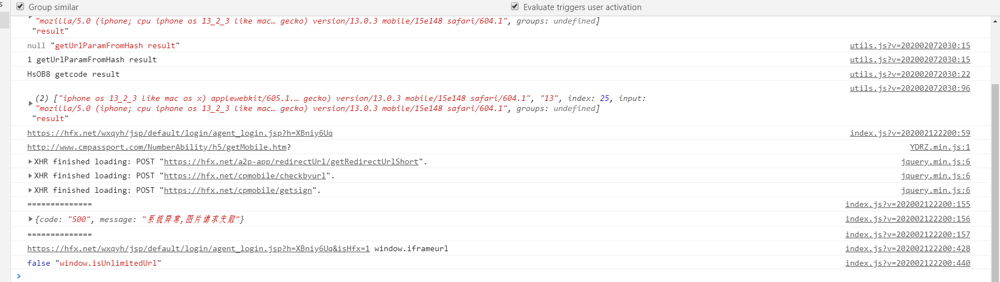 s
Group similar
Evaluate triggers user activation
"mozilla/5.0 (iphone; cpu iphone os 13_2_3 like mac… gecko) version/13.0.3 mobile/15e148 safari/604.1", groups: undefined]
"result"
null "getUrlParamFromHash result" utils.js?v=202002072030:15
1 getUrlParamFromHash result utils.js?v=202002072030:15
HsOB8 getcode result utils.js?v=202002072030:22
utils.js?v=202002072030:96
(2) ["iphone os 13_2_3 like mac os x) applewebkit/605.1.… gecko) version/13.0.3 mobile/15e148 safari/604.1", "13", index: 25, input:
"mozilla/5.0 (iphone; cpu iphone os 13_2_3 like mac… gecko) version/13.0.3 mobile/15e148 safari/604.1", groups: undefined]
"result"
https://hfx.net/wxqyh/jsp/default/login/agent_login.jsp?h=XBniy6Uq index.js?v=202002122200:59
http://www.cmpassport.com/NumberAbility/h5/getMobile.htm? YDRZ.min.js:1
XHR finished loading: POST "https://hfx.net/a2p-app/redirectUrl/getRedirectUrlShort". jquery.min.js:6
XHR finished loading: POST "https://hfx.net/cpmobile/checkbyurl". jquery.min.js:6
XHR finished loading: POST "https://hfx.net/cpmobile/getsign". jquery.min.js:6
============== index.js?v=202002122200:155
{code: "500", message: "系统异常,图片请求失败"} index.js?v=202002122200:156
============== index.js?v=202002122200:157
https://hfx.net/wxqyh/jsp/default/login/agent_login.jsp?h=XBniy6Uq&isHfx=1 window.iframeurl index.js?v=202002122200:428
false "window.isUnlimitedUrl" index.js?v=202002122200:440
>